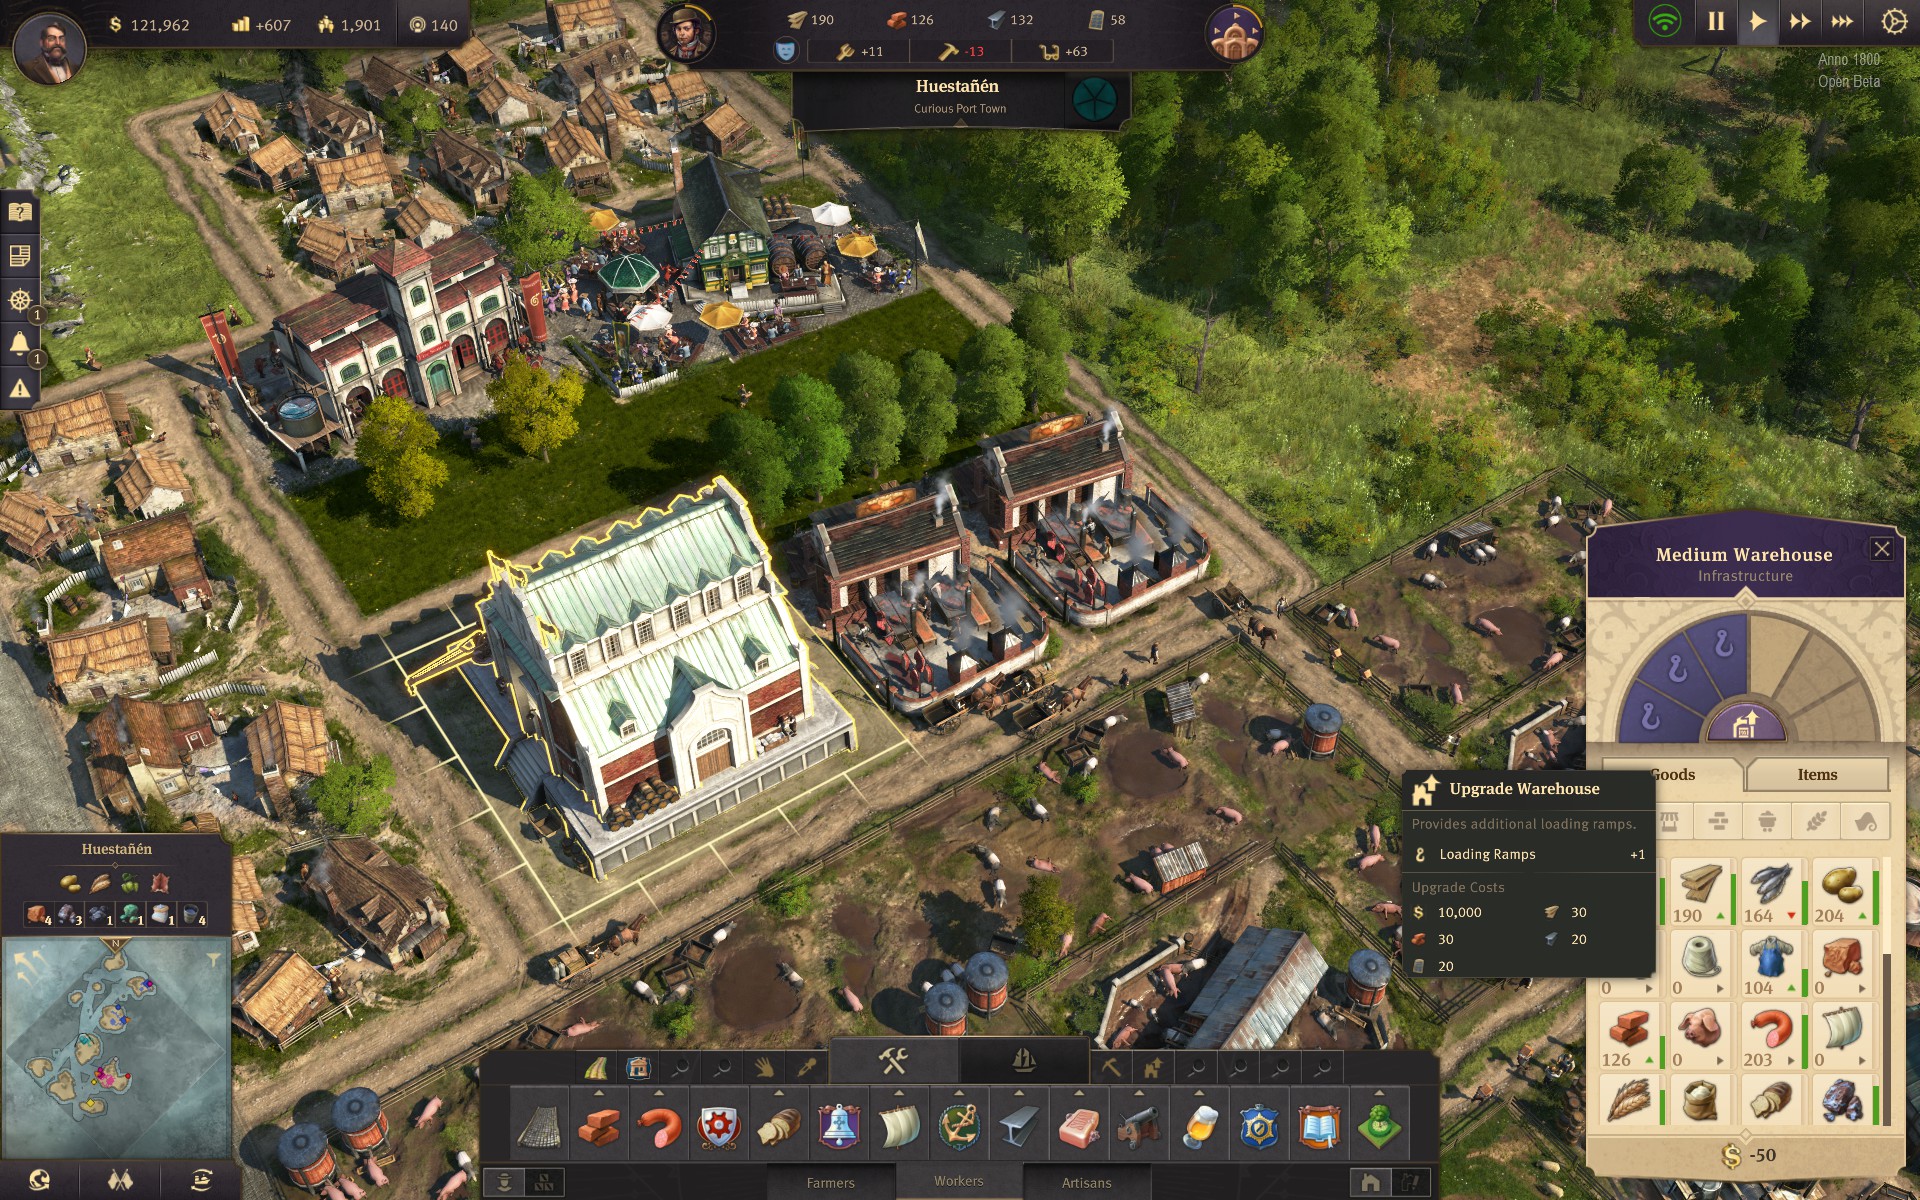 121,962
+607
1,901
140
190
126
132
58
+11
-13
+63
Huestañén
Curious Port Town
Anno 1800
Open Beta
1
1
Medium Warehouse
Infrastructure
Goods
Items
Upgrade Warehouse
Provides additional loading ramps.
Loading Ramps +1
Upgrade Costs
10,000 30
30 20
20
190 164 204
0 0 104 0
126 0 203 0
-50
Huestañén
4 3 1 1 1 4
N
Farmers
Workers
Artisans